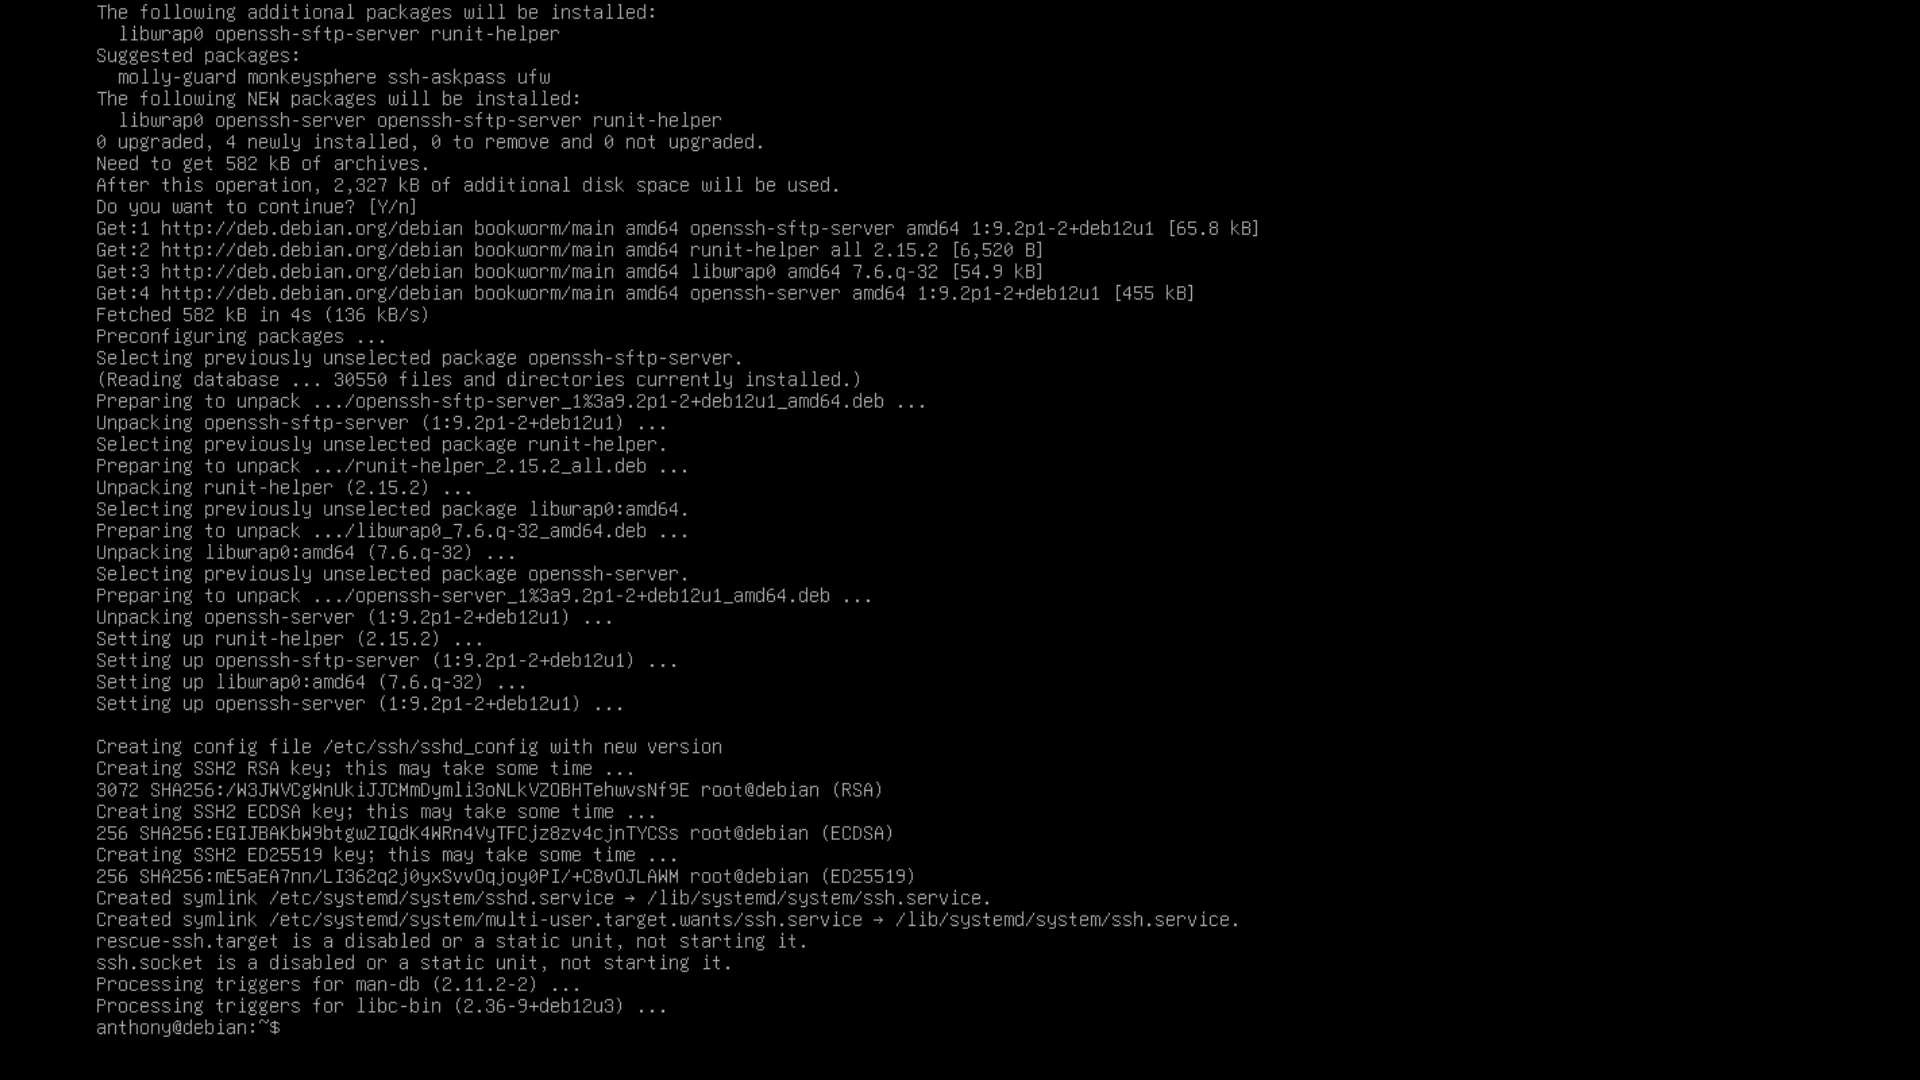 The following additional packages will be installed:
  libwrap0 openssh-sftp-server runit-helper
Suggested packages:
  molly-guard monkeysphere ssh-askpass ufw
The following NEW packages will be installed:
  libwrap0 openssh-server openssh-sftp-server runit-helper
0 upgraded, 4 newly installed, 0 to remove and 0 not upgraded.
Need to get 582 kB of archives.
After this operation, 2,327 kB of additional disk space will be used.
Do you want to continue? [Y/n]
Get:1 http://deb.debian.org/debian bookworm/main amd64 openssh-sftp-server amd64 1:9.2p1-2+deb12u1 [65.8 kB]
Get:2 http://deb.debian.org/debian bookworm/main amd64 runit-helper all 2.15.2 [6,520 B]
Get:3 http://deb.debian.org/debian bookworm/main amd64 libwrap0 amd64 7.6.q-32 [54.9 kB]
Get:4 http://deb.debian.org/debian bookworm/main amd64 openssh-server amd64 1:9.2p1-2+deb12u1 [455 kB]
Fetched 582 kB in 4s (136 kB/s)
Preconfiguring packages ...
Selecting previously unselected package openssh-sftp-server.
(Reading database ... 30550 files and directories currently installed.)
Preparing to unpack .../openssh-sftp-server_1%3a9.2p1-2+deb12u1_amd64.deb ...
Unpacking openssh-sftp-server (1:9.2p1-2+deb12u1) ...
Selecting previously unselected package runit-helper.
Preparing to unpack .../runit-helper_2.15.2_all.deb ...
Unpacking runit-helper (2.15.2) ...
Selecting previously unselected package libwrap0:amd64.
Preparing to unpack .../libwrap0_7.6.q-32_amd64.deb ...
Unpacking libwrap0:amd64 (7.6.q-32) ...
Selecting previously unselected package openssh-server.
Preparing to unpack .../openssh-server_1%3a9.2p1-2+deb12u1_amd64.deb ...
Unpacking openssh-server (1:9.2p1-2+deb12u1) ...
Setting up runit-helper (2.15.2) ...
Setting up openssh-sftp-server (1:9.2p1-2+deb12u1) ...
Setting up libwrap0:amd64 (7.6.q-32) ...
Setting up openssh-server (1:9.2p1-2+deb12u1) ...

Creating config file /etc/ssh/sshd_config with new version
Creating SSH2 RSA key; this may take some time ...
3072 SHA256:/W3JWVCgWnUkiJJCMmDymli3oNLkVZOBHTehwvsNf9E root@debian (RSA)
Creating SSH2 ECDSA key; this may take some time ...
256 SHA256:EGIJBAKbW9btgwZIQdK4WRn4VyTFCjz8zv4cjnTYCSs root@debian (ECDSA)
Creating SSH2 ED25519 key; this may take some time ...
256 SHA256:mE5aEA7nn/LI362q2j0yxSvvOqjoy0PI/+C8vOJLAWM root@debian (ED25519)
Created symlink /etc/systemd/system/sshd.service → /lib/systemd/system/ssh.service.
Created symlink /etc/systemd/system/multi-user.target.wants/ssh.service → /lib/systemd/system/ssh.service.
rescue-ssh.target is a disabled or a static unit, not starting it.
ssh.socket is a disabled or a static unit, not starting it.
Processing triggers for man-db (2.11.2-2) ...
Processing triggers for libc-bin (2.36-9+deb12u3) ...
anthony@debian:~$